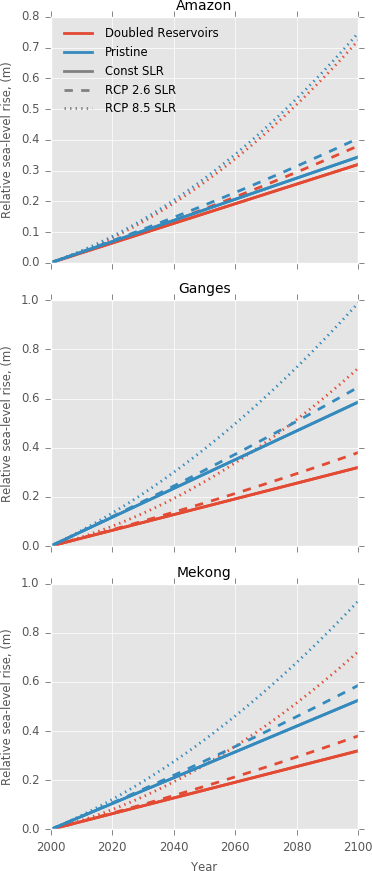 Amazon
0.8
0.7
0.6
0.5
0.4
0.3
0.2
0.1
0.0
Relative sea-level rise, (m)
Doubled Reservoirs
Pristine
Const SLR
RCP 2.6 SLR
RCP 8.5 SLR
Ganges
1.0
0.8
0.6
0.4
0.2
0.0
Relative sea-level rise, (m)
Mekong
1.0
0.8
0.6
0.4
0.2
0.0
Relative sea-level rise, (m)
2000 2020 2040 2060 2080 2100
Year